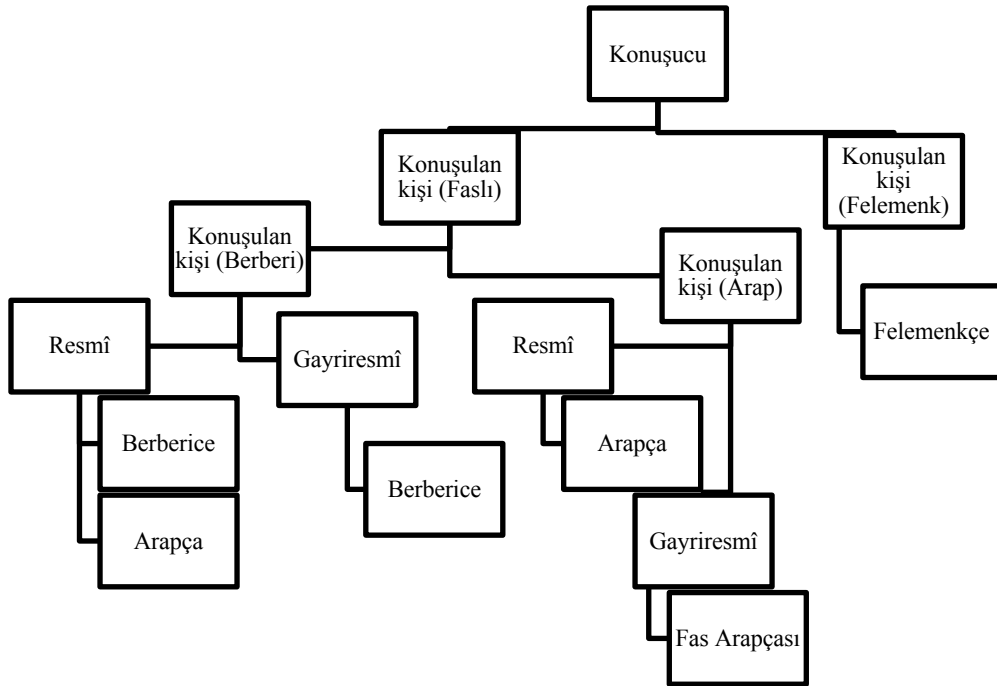 Konuşucu
Konuşulan
kişi (Faslı)
Konuşulan
kişi
(Felemenk)
Konuşulan
kişi (Berberi)
Konuşulan
kişi (Arap)
Resmî
Gayriresmî
Resmî
Felemenkçe
Berberice
Berberice
Arapça
Arapça
Gayriresmî
Fas Arapçası